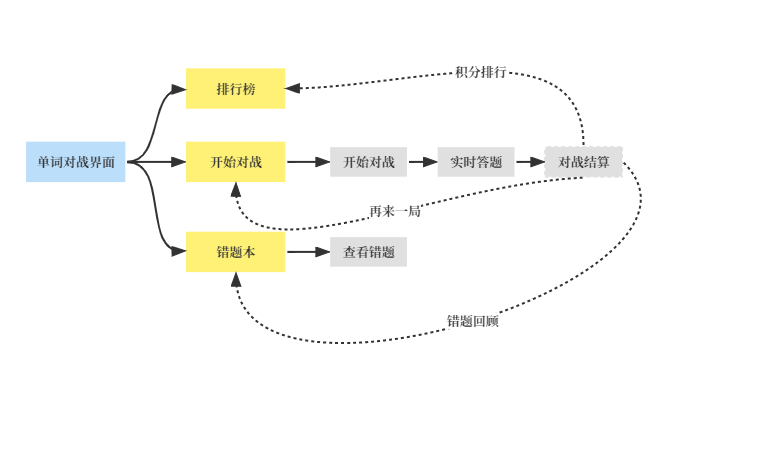 积分排行
排行榜
单词对战界面
开始对战
开始对战
实时答题
对战结算
再来一局
错题本
查看错题
错题回顾